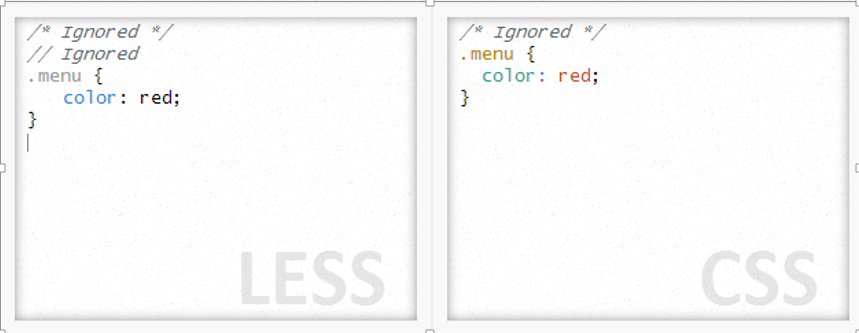 /* Ignored */
// Ignored
.menu {
   color: red;
}
LESS
/* Ignored */
.menu {
  color: red;
}
CSS